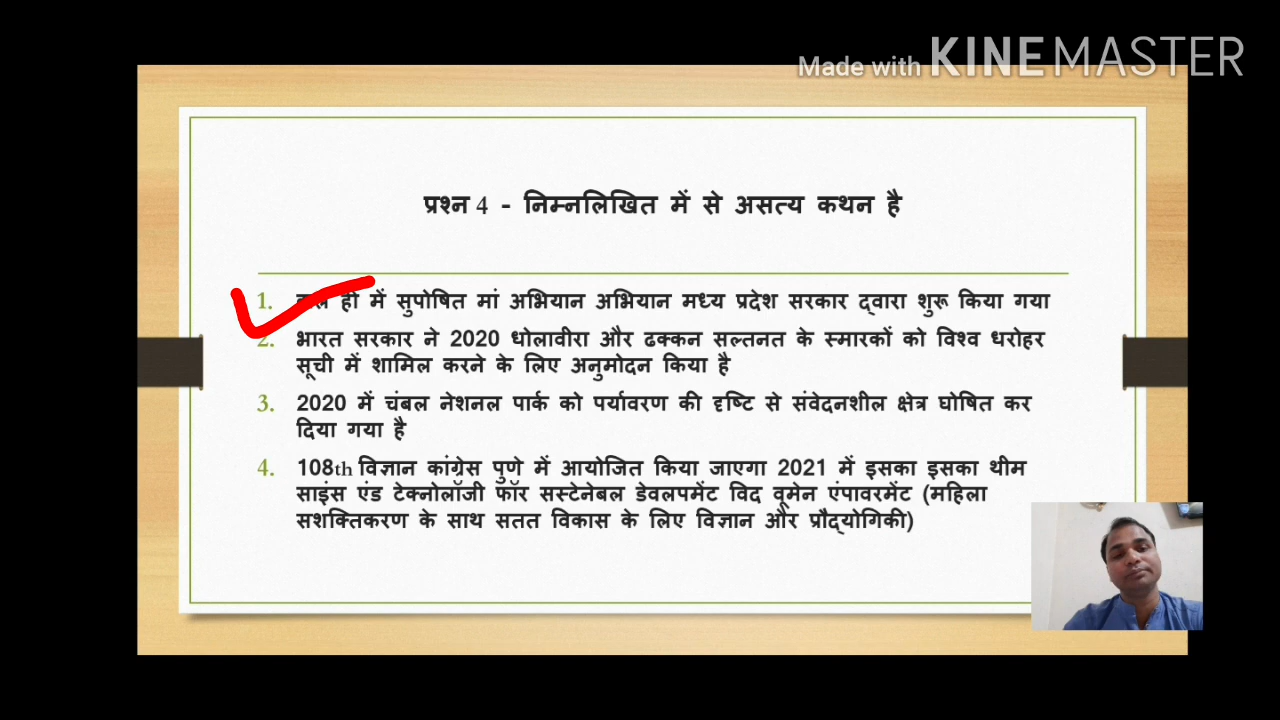 Made with KINEMASTER
प्रश्न 4 - निम्नलिखित में से असत्य कथन है
1. हो में सुपोषित मां अभियान अभियान मध्य प्रदेश सरकार द्वारा शुरू किया गया
2. भारत सरकार ने 2020 धोलावीरा और ढक्कन सल्तनत के स्मारकों को विश्व धरोहर
सूची में शामिल करने के लिए अनुमोदन किया है
3. 2020 में चंबल नेशनल पार्क को पर्यावरण की दृष्टि से संवेदनशील क्षेत्र घोषित कर
दिया गया है
4. 108th विज्ञान कांग्रेस पुणे में आयोजित किया जाएगा 2021 में इसका इसका थीम
साइंस एंड टेक्नोलॉजी फॉर सस्टेनेबल डेवलपमेंट विद वूमेन एंपावरमेंट (महिला
सशक्तिकरण के साथ सतत विकास के लिए विज्ञान और प्रौद्योगिकी)